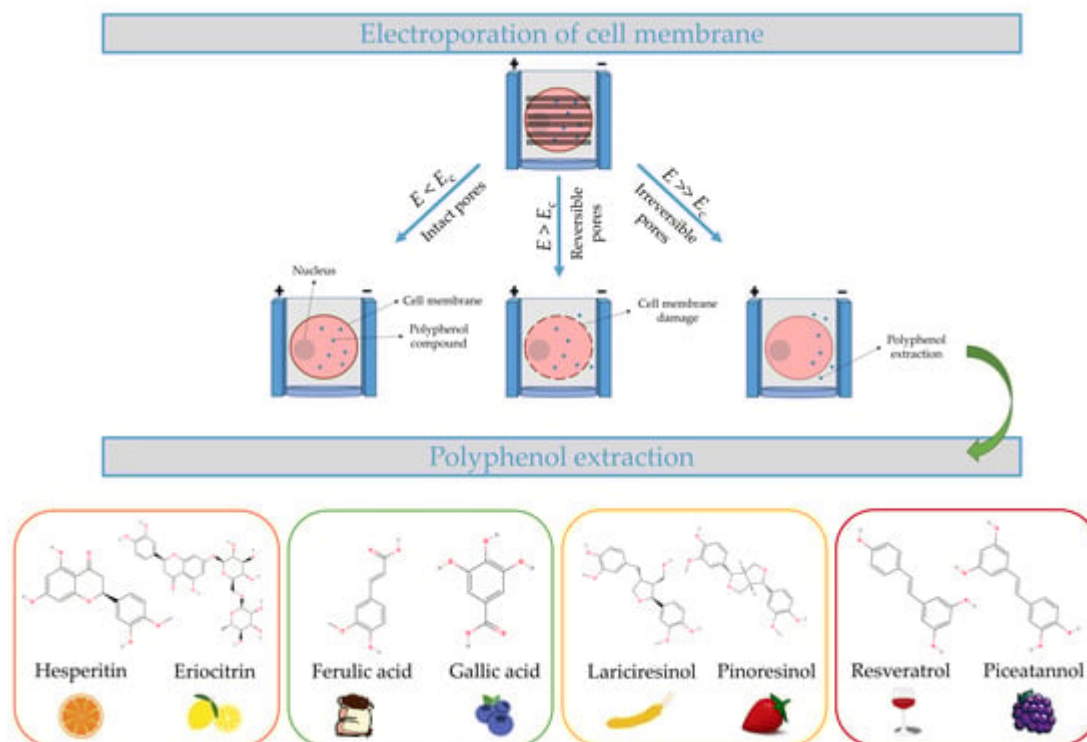 Electroporation of cell membrane
+ −
E < Ec
Intact pores
E > Ec
Reversible
pores
E >> Ec
Irreversible
pores
Nucleus
+ −
Cell membrane
Polyphenol
compound
+ −
Cell membrane
damage
+ −
Polyphenol
extraction
Polyphenol extraction
Hesperitin
Eriocitrin
Ferulic acid
Gallic acid
Lariciresinol
Pinoresinol
Resveratrol
Piceatannol